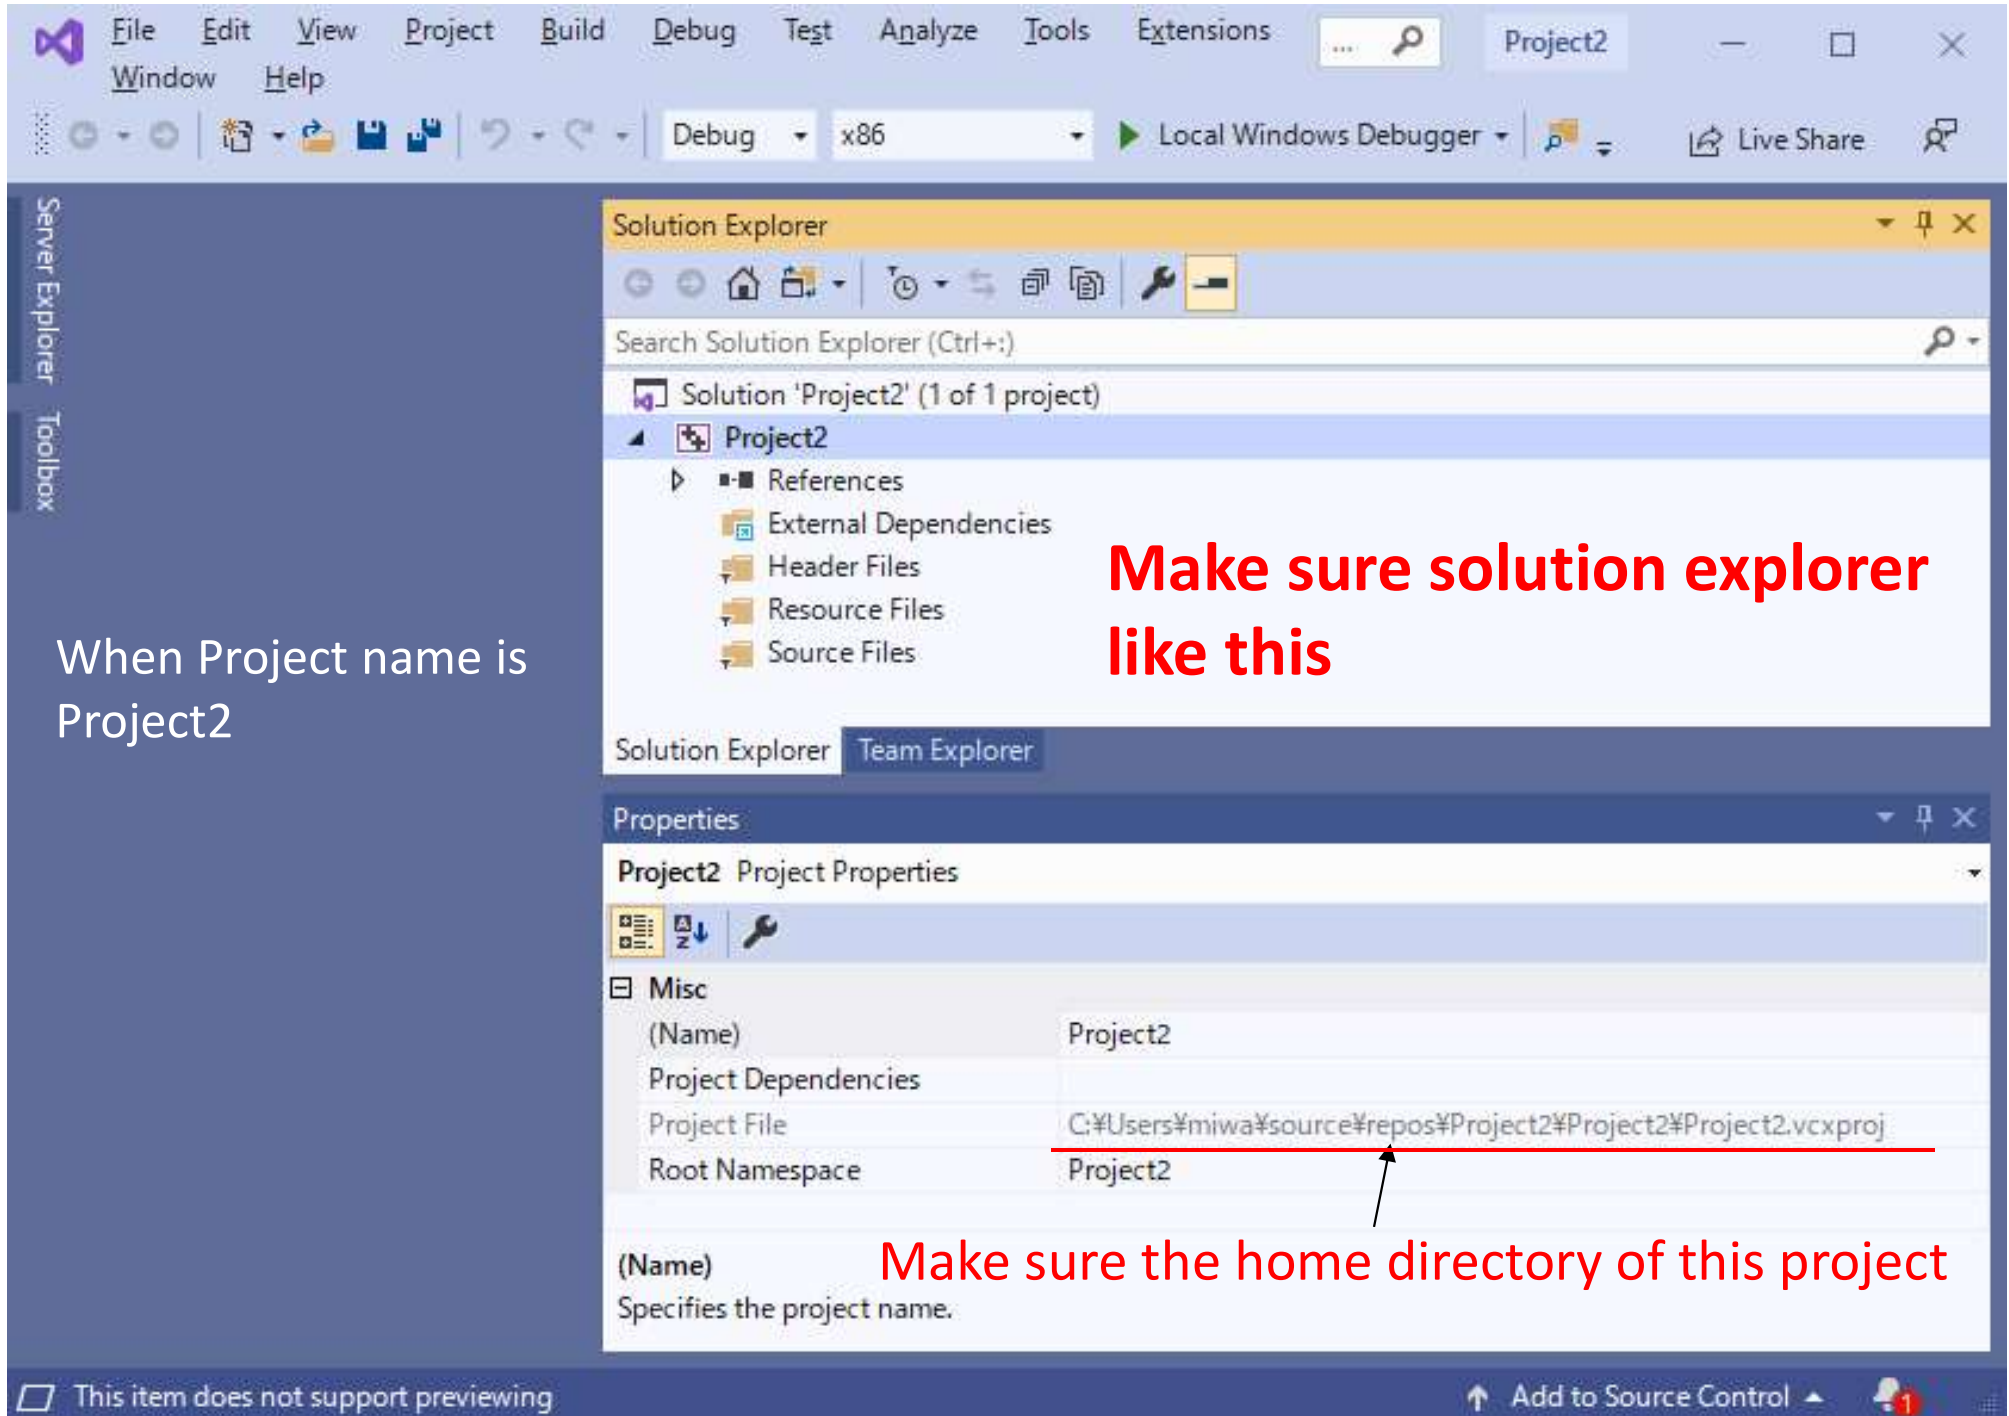 File Edit View Project Build Debug Test Analyze Tools Extensions ... Project2
Window Help
Debug x86 Local Windows Debugger Live Share
Server Explorer
Toolbox
When Project name is
Project2
Solution Explorer
Search Solution Explorer (Ctrl+:)
Solution 'Project2' (1 of 1 project)
Project2
References
External Dependencies
Header Files
Resource Files
Source Files
Make sure solution explorer
like this
Solution Explorer Team Explorer
Properties
Project2 Project Properties
Misc
(Name) Project2
Project Dependencies
Project File C:¥Users¥miwa¥source¥repos¥Project2¥Project2¥Project2.vcxproj
Root Namespace Project2
Make sure the home directory of this project
(Name)
Specifies the project name.
This item does not support previewing Add to Source Control 1